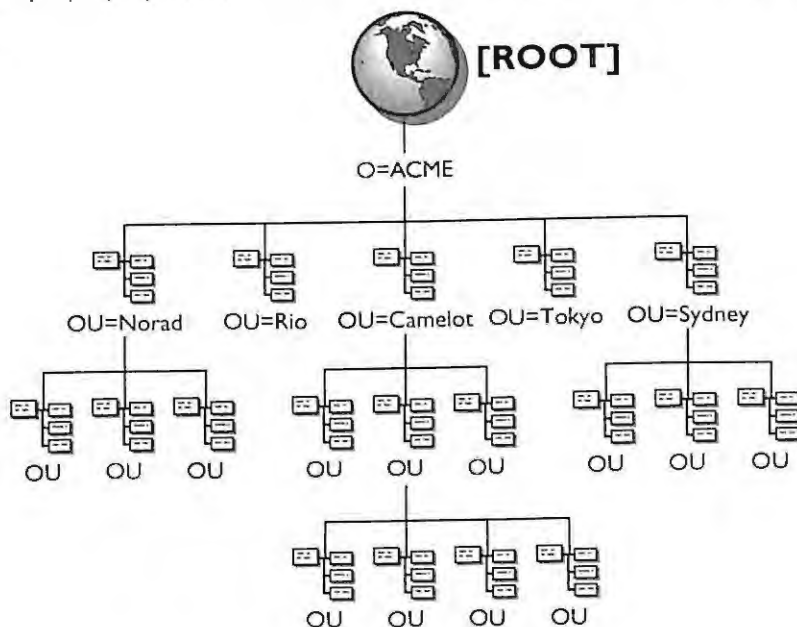 [ROOT]
O=ACME
OU=Norad OU=Rio OU=Camelot OU=Tokyo OU=Sydney
OU OU OU OU OU OU OU OU OU
OU OU OU OU